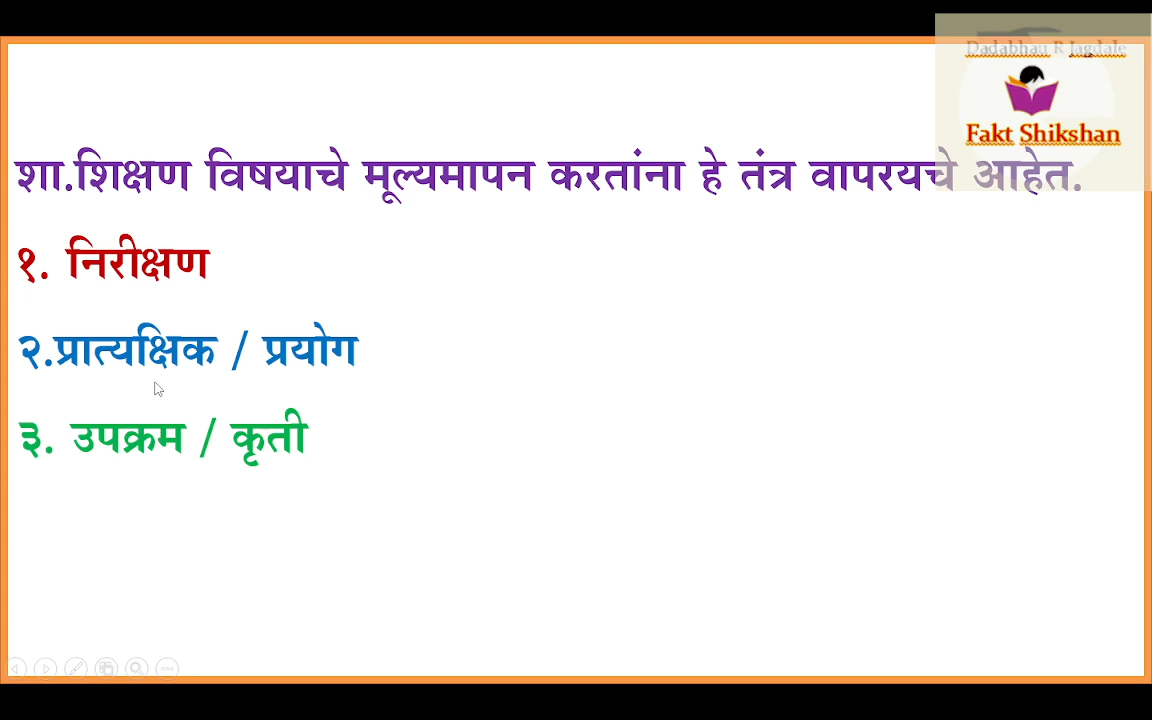 Dadabhau R Jagdale
Fakt Shikshan
शा.शिक्षण विषयाचे मूल्यमापन करतांना हे तंत्र वापरयचे आहेत.
१. निरीक्षण
२.प्रात्यक्षिक / प्रयोग
३. उपक्रम / कृती